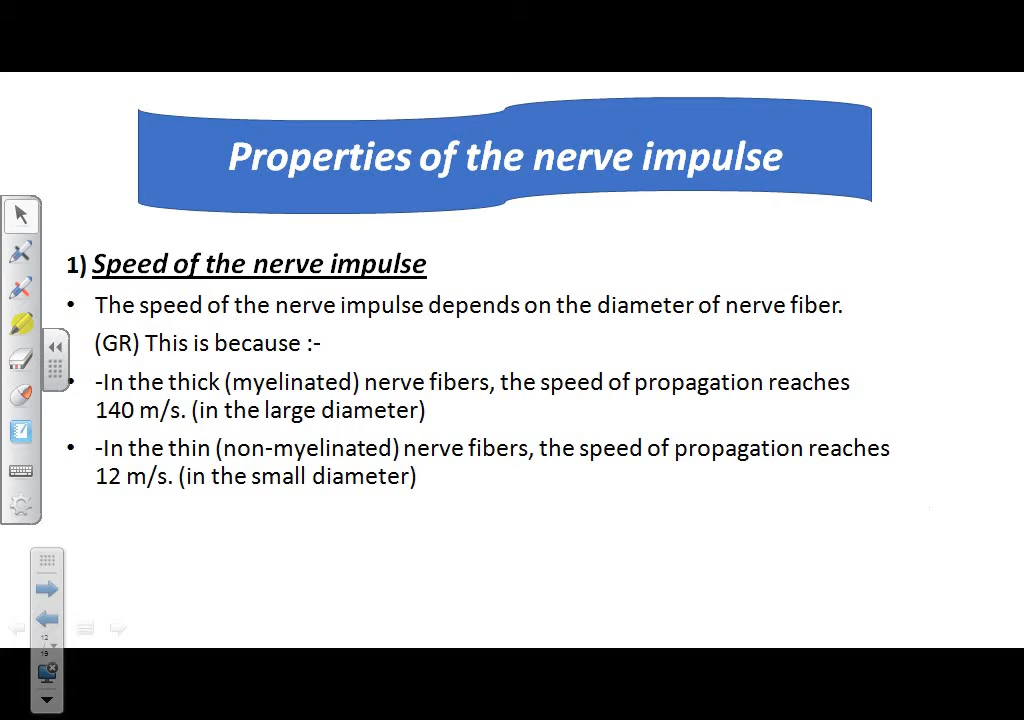 Properties of the nerve impulse
1) Speed of the nerve impulse
• The speed of the nerve impulse depends on the diameter of nerve fiber.
(GR) This is because :-
• -In the thick (myelinated) nerve fibers, the speed of propagation reaches
140 m/s. (in the large diameter)
• -In the thin (non-myelinated) nerve fibers, the speed of propagation reaches
12 m/s. (in the small diameter)
12
/
19